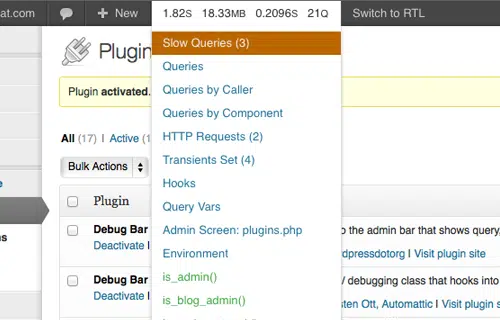 at.com New 1.82S 18.33MB 0.2096S 21Q Switch to RTL
Plugin
Slow Queries (3)
Queries
Plugin activated.
Queries by Caller
Queries by Component
All (17) | Active (1
HTTP Requests (2)
Bulk Actions
Transients Set (4)
Hooks
Plugin
Query Vars
Debug Bar
Admin Screen: plugins.php
to the admin bar that shows query,
Deactivate |
Environment
rdpressdotorg | Visit plugin site
Debug Bar
is_admin()
/ debugging class that hooks into
Deactivate |
is_blog_admin()
sten Ott, Automattic | Visit plugin s